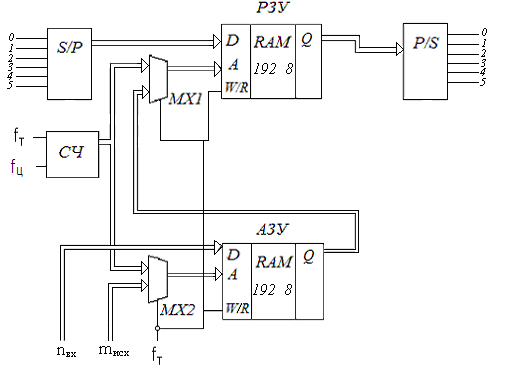 РЗУ
0
1
2
3
4
5
S/P
D
RAM
Q
A
192 8
W/R
P/S
0
1
2
3
4
5
MX1
fТ
СЧ
fЦ
АЗУ
D
RAM
Q
A
192 8
W/R
MX2
nвх
mисх
fТ